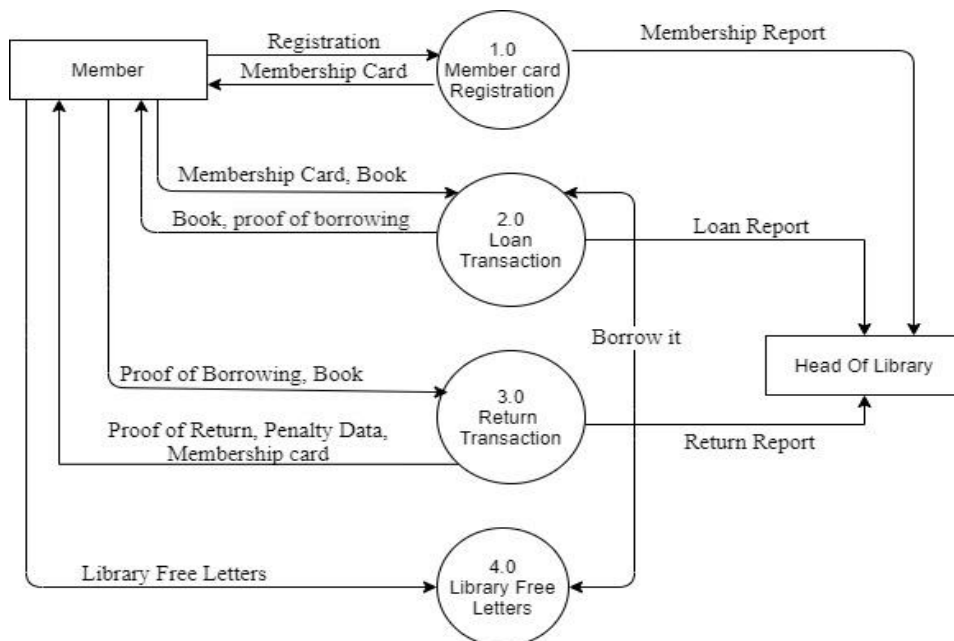 Registration
Membership Report
Member
Membership Card
1.0
Member card
Registration
Membership Card, Book
Book, proof of borrowing
2.0
Loan
Transaction
Loan Report
Borrow it
Head Of Library
Proof of Borrowing, Book
3.0
Return
Transaction
Proof of Return, Penalty Data,
Membership card
Return Report
Library Free Letters
4.0
Library Free
Letters